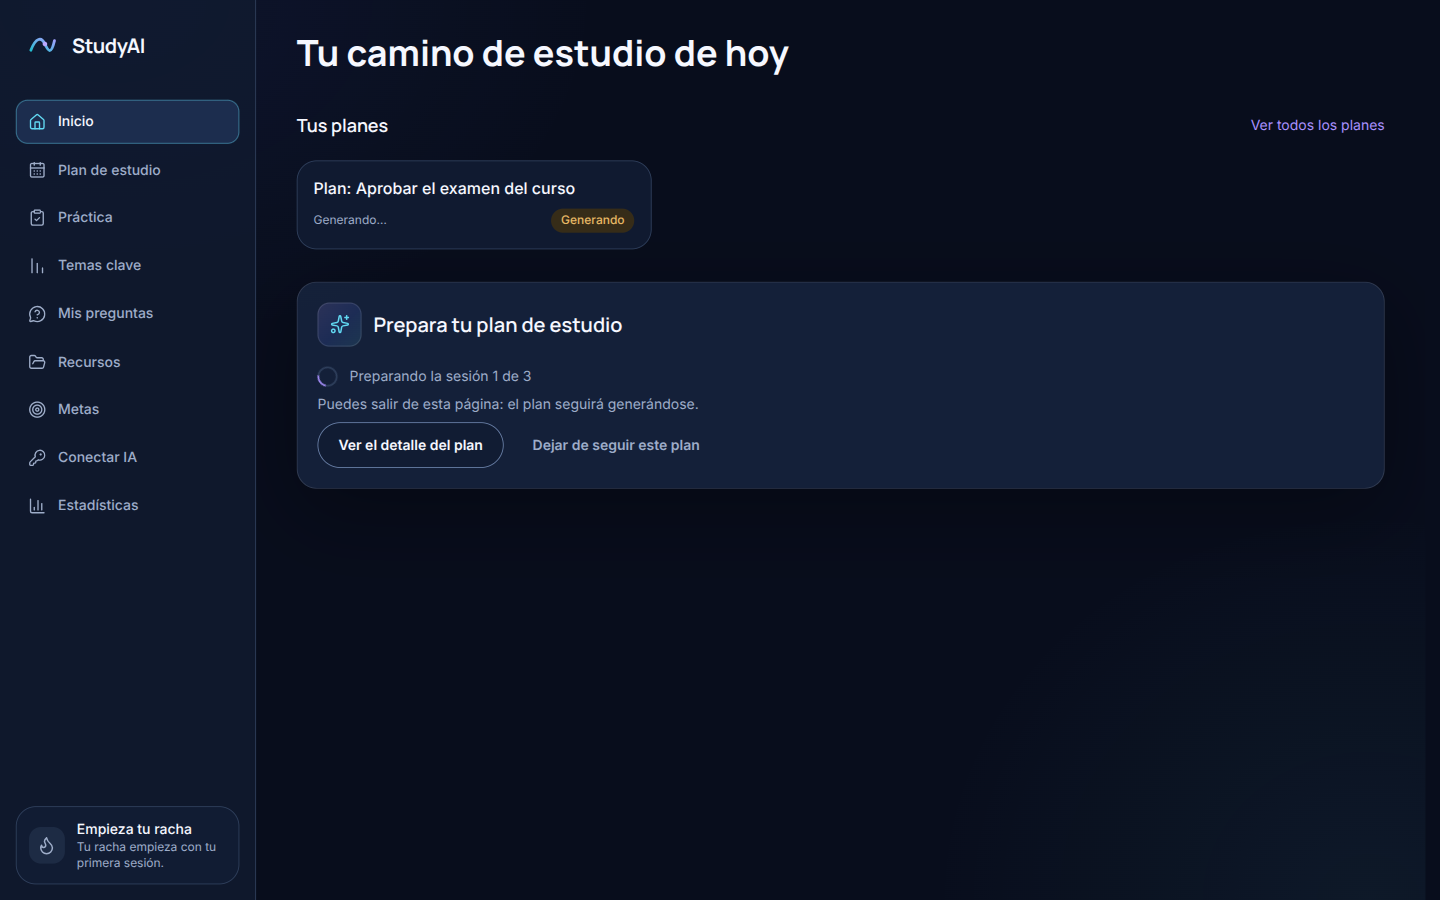 StudyAI
Inicio
Plan de estudio
Práctica
Temas clave
Mis preguntas
Recursos
Metas
Conectar IA
Estadísticas
Empieza tu racha
Tu racha empieza con tu
primera sesión.
Tu camino de estudio de hoy
Tus planes
Ver todos los planes
Plan: Aprobar el examen del curso
Generando...
Generando
Prepara tu plan de estudio
Preparando la sesión 1 de 3
Puedes salir de esta página: el plan seguirá generándose.
Ver el detalle del plan
Dejar de seguir este plan